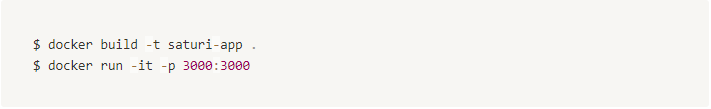 $ docker build -t saturi-app .
$ docker run -it -p 3000:3000